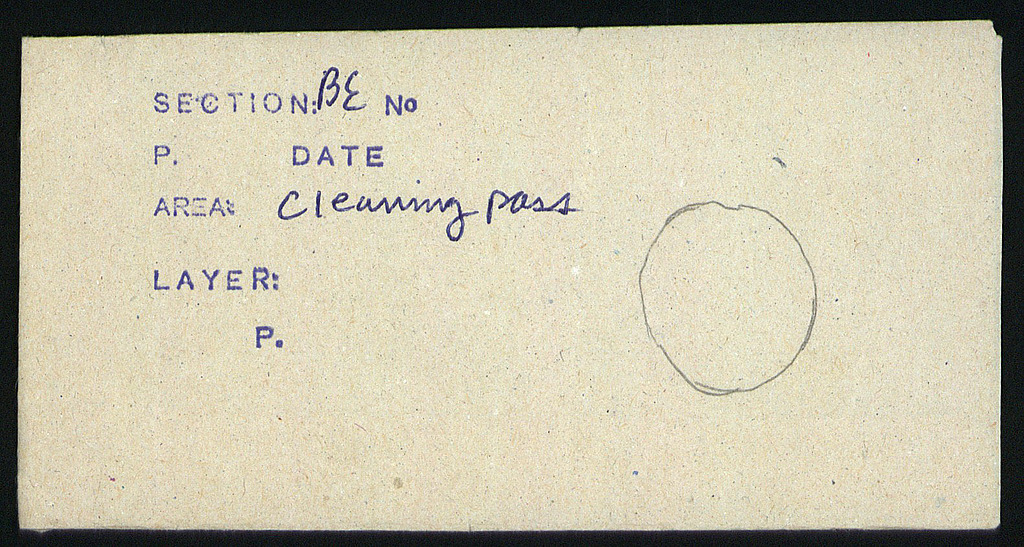 SECTION: BE No
P. DATE
AREA: Cleaning pass
LAYER:
P.